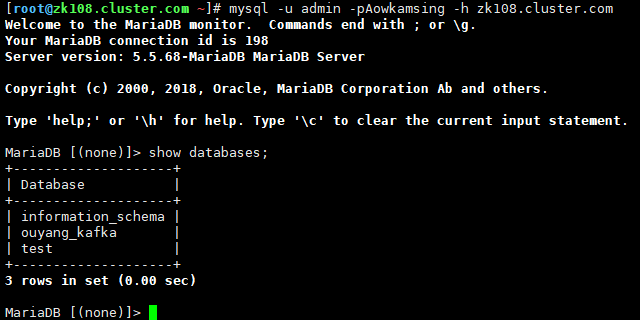 [root@zk108.cluster.com ~]# mysql -u admin -pAowkamsing -h zk108.cluster.com
Welcome to the MariaDB monitor.  Commands end with ; or \g.
Your MariaDB connection id is 198
Server version: 5.5.68-MariaDB MariaDB Server
Copyright (c) 2000, 2018, Oracle, MariaDB Corporation Ab and others.
Type 'help;' or '\h' for help. Type '\c' to clear the current input statement.
MariaDB [(none)]> show databases;
+--------------------+
| Database           |
+--------------------+
| information_schema |
| ouyang_kafka       |
| test               |
+--------------------+
3 rows in set (0.00 sec)
MariaDB [(none)]>